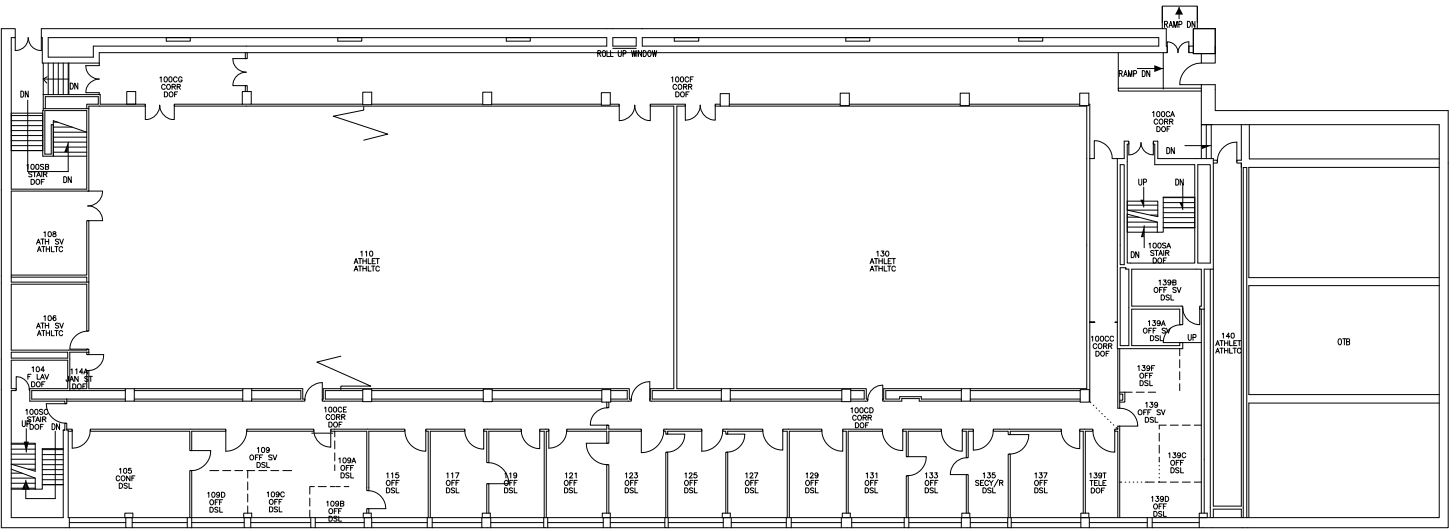 RAMP DN
ROLL UP WINDOW
RAMP DN
DN
100CG
CORR
DOF
100CF
CORR
DOF
DN
100CA
CORR
DOF
DN
100SB
STAIR
DOF
DN
UP
DN
108
ATH SV
ATHLTC
110
ATHLET
ATHLTC
130
ATHLET
ATHLTC
DN
100SA
STAIR
DOF
139B
OFF SV
DSL
106
ATH SV
ATHLTC
139A
OFF SV
DSL
UP
100CC
CORR
DOF
140
ATHLET
ATHLTC
OTB
104
F LAV
DOF
114A
JAN ST
DOF
139F
OFF
DSL
100SC
STAIR
DOF
UP
DN
100CE
CORR
DOF
100CD
CORR
DOF
139
OFF SV
DSL
105
CONF
DSL
109
OFF SV
DSL
109A
OFF
DSL
109D
OFF
DSL
109C
OFF
DSL
109B
OFF
DSL
115
OFF
DSL
117
OFF
DSL
119
OFF
DSL
121
OFF
DSL
123
OFF
DSL
125
OFF
DSL
127
OFF
DSL
129
OFF
DSL
131
OFF
DSL
133
OFF
DSL
135
SECY/R
DSL
137
OFF
DSL
139T
TELE
DOF
139C
OFF
DSL
139D
OFF
DSL